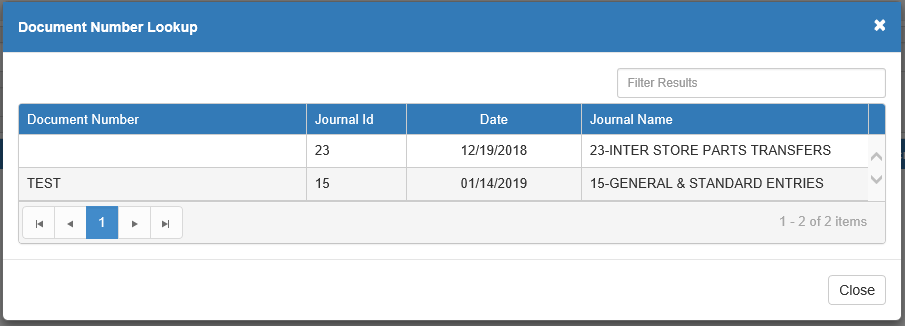 Document Number Lookup
Filter Results
Document Number Journal Id Date Journal Name
23 12/19/2018 23-INTER STORE PARTS TRANSFERS
TEST 15 01/14/2019 15-GENERAL & STANDARD ENTRIES
1 1 - 2 of 2 items
Close